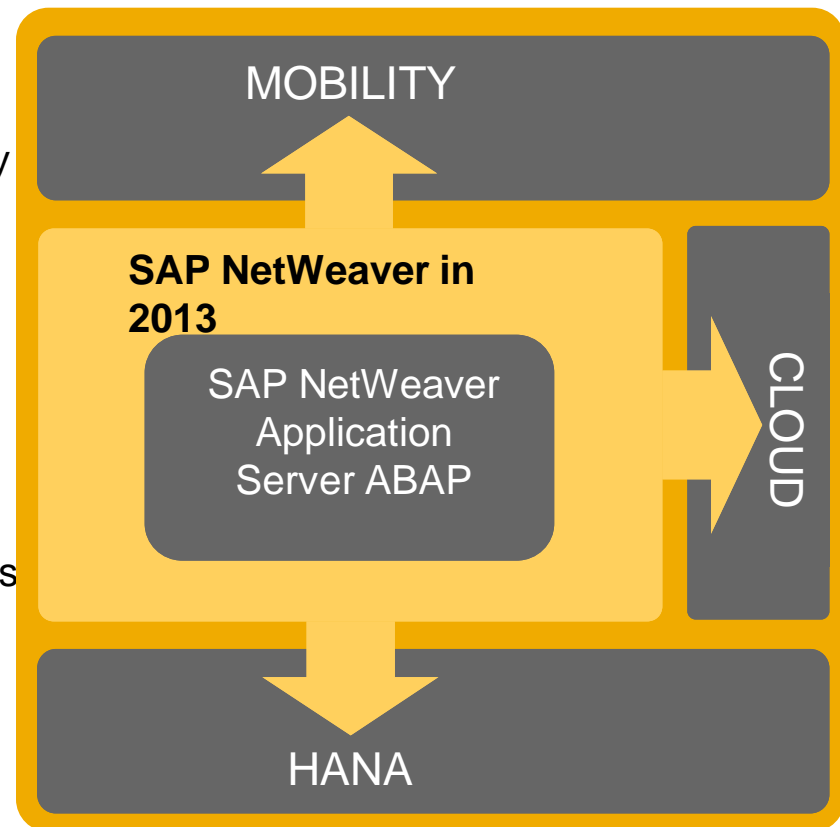 MOBILITY
y
SAP NetWeaver in
2013
SAP NetWeaver
Application
Server ABAP
CLOUD
s
HANA